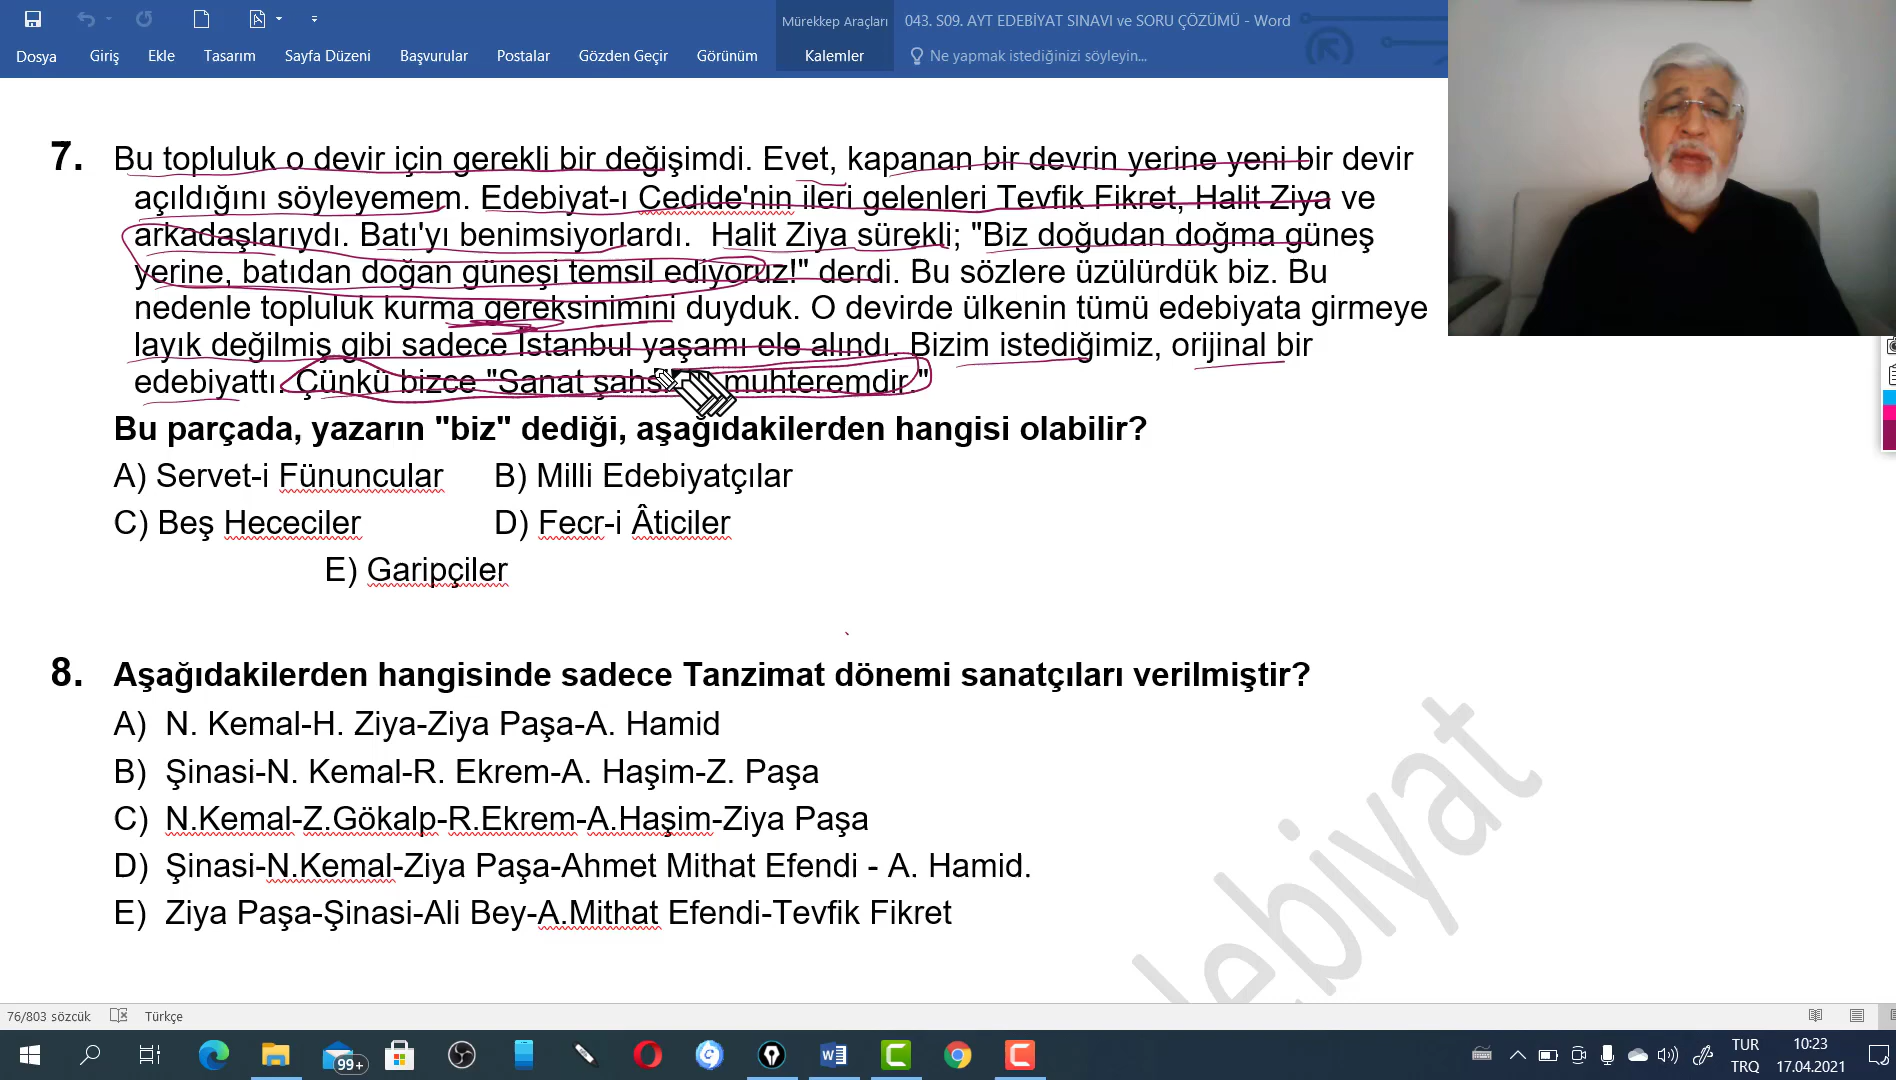 Mürekkep Araçları
043. S09. AYT EDEBİYAT SINAVI ve SORU ÇÖZÜMÜ - Word
Dosya Giriş Ekle Tasarım Sayfa Düzeni Başvurular Postalar Gözden Geçir Görünüm Kalemler Ne yapmak istediğinizi söyleyin...
7. Bu topluluk o devir için gerekli bir değişimdi. Evet, kapanan bir devrin yerine yeni bir devir
açıldığını söyleyemem. Edebiyat-ı Cedide'nin ileri gelenleri Tevfik Fikret, Halit Ziya ve
arkadaşlarıydı. Batı'yı benimsiyorlardı. Halit Ziya sürekli; "Biz doğudan doğma güneş
yerine, batıdan doğan güneşi temsil ediyoruz!" derdi. Bu sözlere üzülürdük biz. Bu
nedenle topluluk kurma gereksinimini duyduk. O devirde ülkenin tümü edebiyata girmeye
layık değilmiş gibi sadece İstanbul yaşamı ele alındı. Bizim istediğimiz, orijinal bir
edebiyattı. Çünkü bizce "Sanat muhteremdir."
Bu parçada, yazarın "biz" dediği, aşağıdakilerden hangisi olabilir?
A) Servet-i Fünuncular B) Milli Edebiyatçılar
C) Beş Hececiler D) Fecr-i Âticiler
E) Garipçiler
8. Aşağıdakilerden hangisinde sadece Tanzimat dönemi sanatçıları verilmiştir?
A) N. Kemal-H. Ziya-Ziya Paşa-A. Hamid
B) Şinasi-N. Kemal-R. Ekrem-A. Haşim-Z. Paşa
C) N.Kemal-Z.Gökalp-R.Ekrem-A.Haşim-Ziya Paşa
D) Şinasi-N.Kemal-Ziya Paşa-Ahmet Mithat Efendi - A. Hamid.
E) Ziya Paşa-Şinasi-Ali Bey-A.Mithat Efendi-Tevfik Fikret
76/803 sözcük Türkçe
99+
TUR 10:23
TRQ 17.04.2021